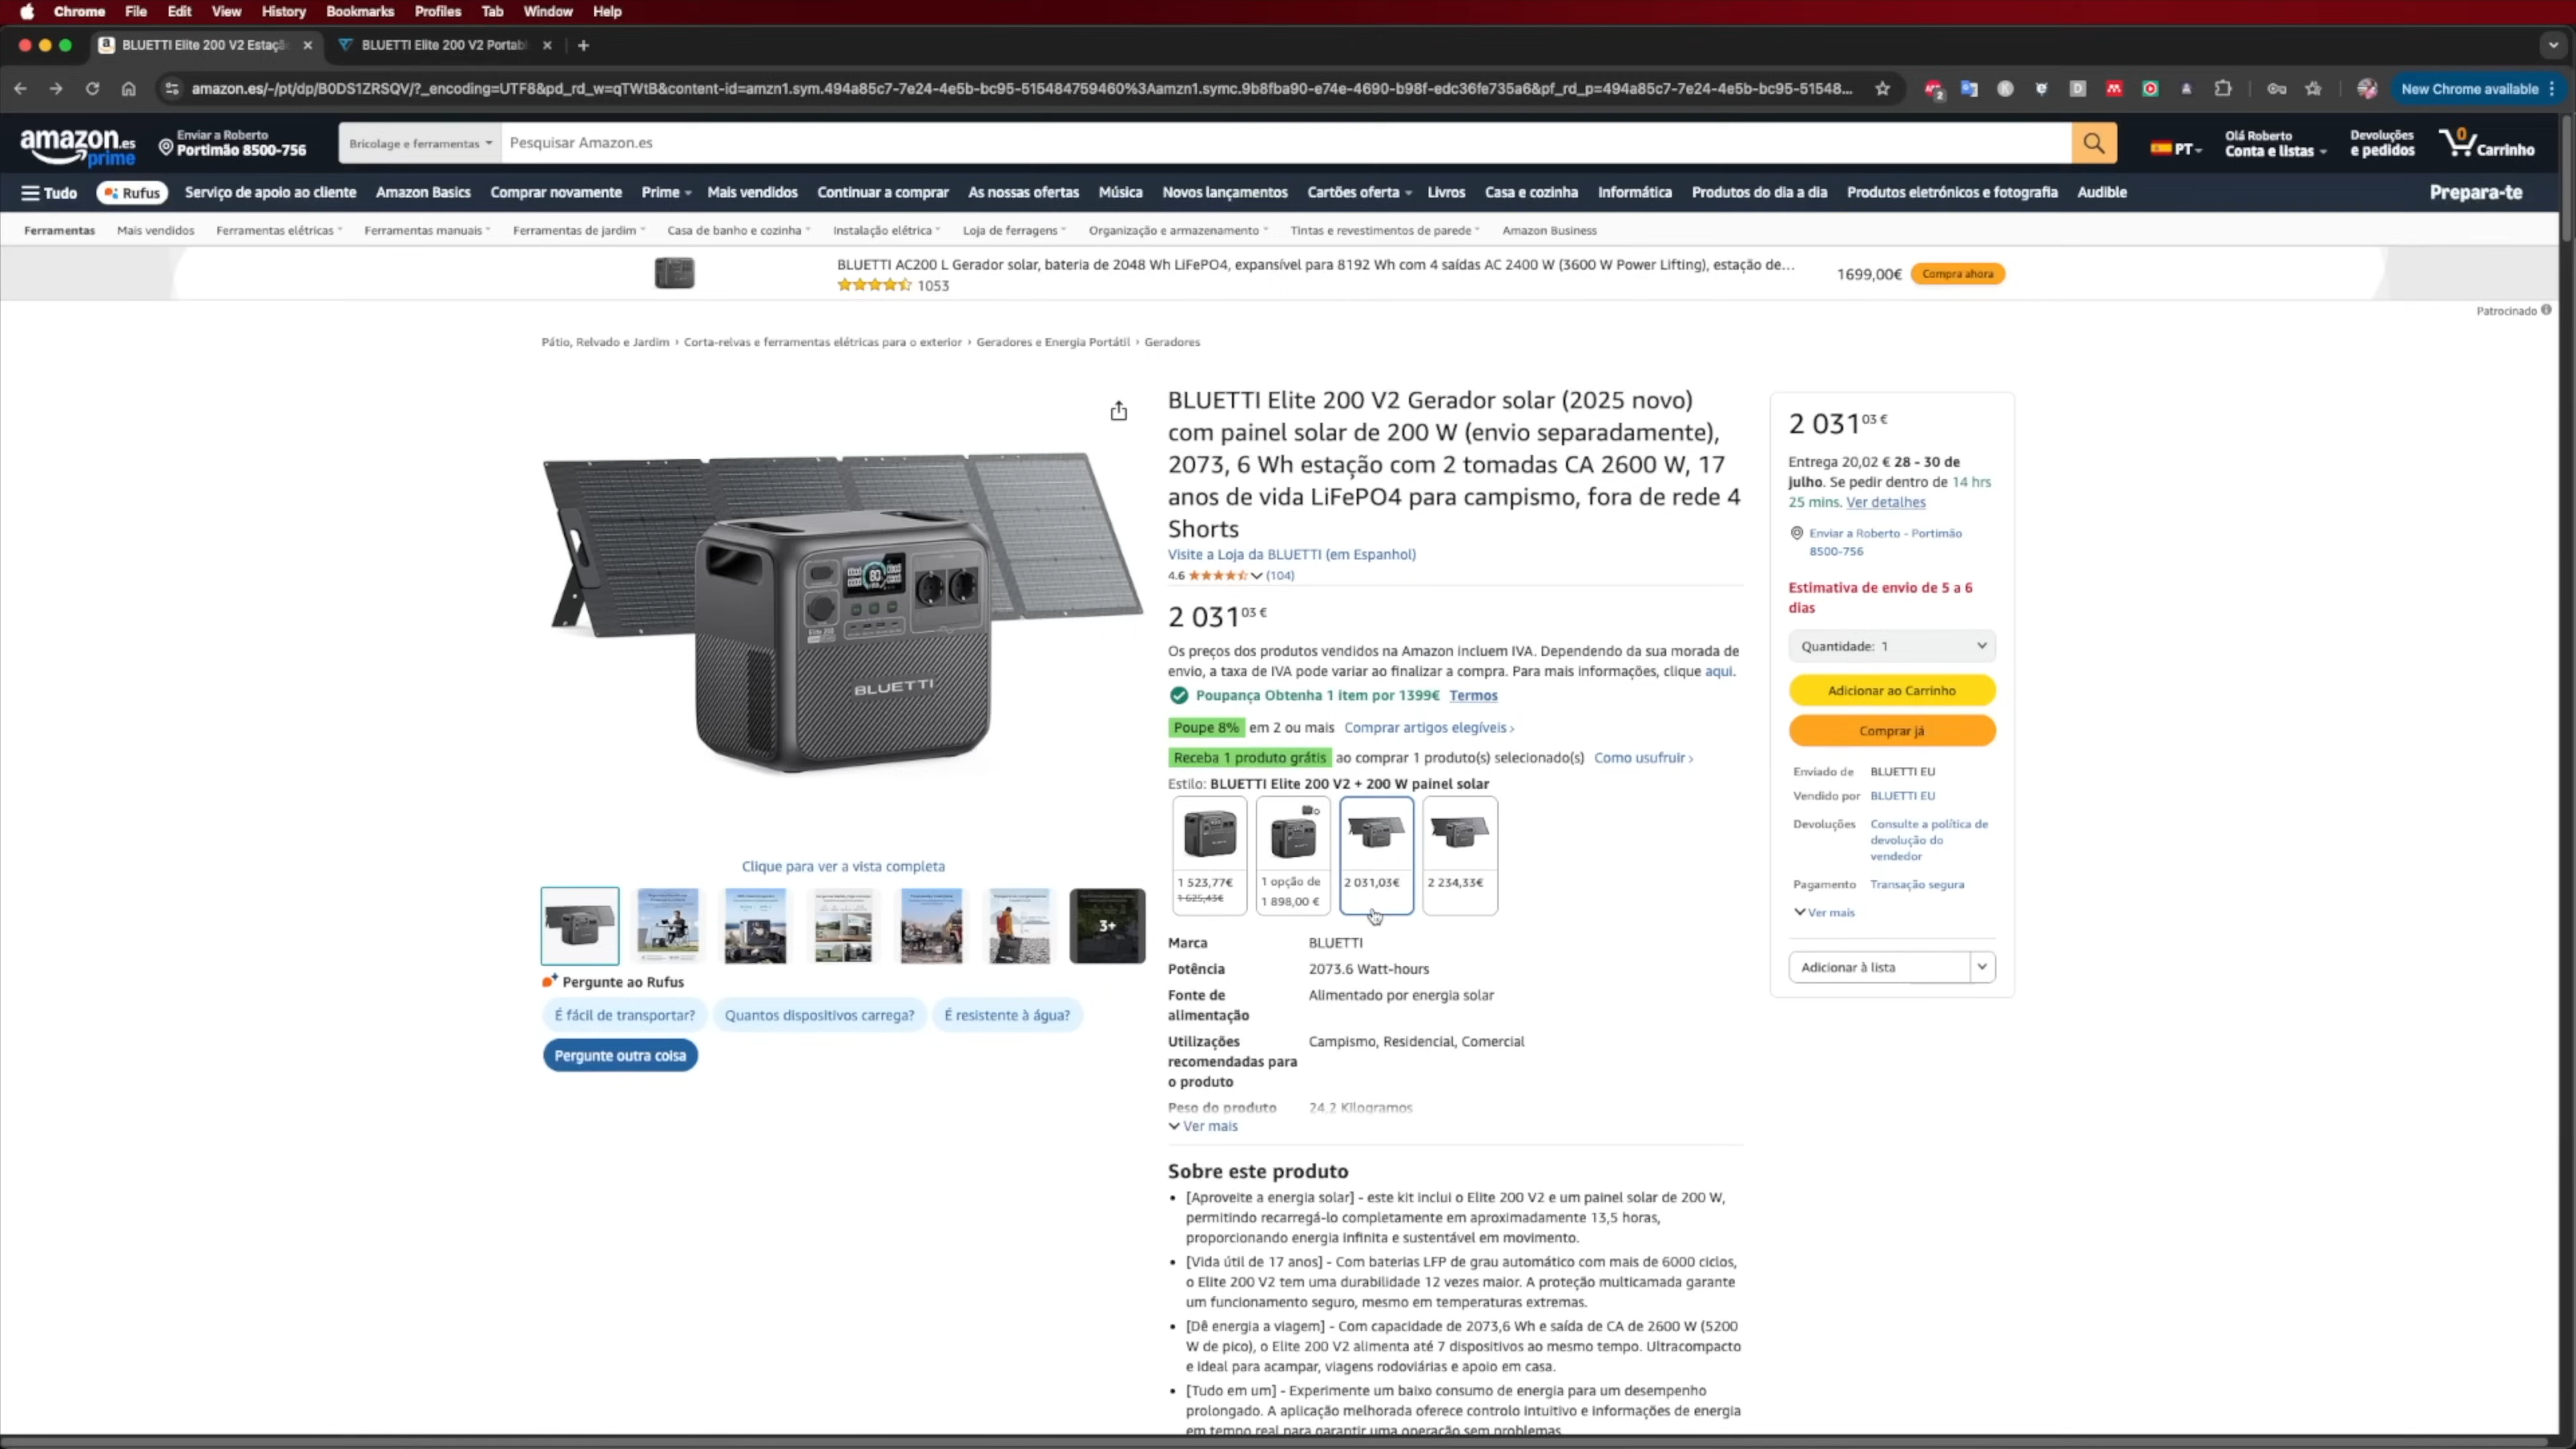 Chrome File Edit View History Bookmarks Profiles Tab Window Help
BLUETTI Elite 200 V2 Estaçã
BLUETTI Elite 200 V2 Portab
amazon.es/-/pt/dp/B0DS1ZRSQV/?_encoding=UTF8&pd_rd_w=qTWtB&content-id=amzn1.sym.494a85c7-7e24-4e5b-bc95-515484759460%3Aamzn1.symc.9b8fba90-e74e-4690-b98f-edc36fe735a6&pf_rd_p=494a85c7-7e24-4e5b-bc95-51548...
New Chrome available
amazon.es
prime
Enviar a Roberto
Portimão 8500-756
Bricolage e ferramentas
Pesquisar Amazon.es
PT
Olá Roberto
Conta e listas
Devoluções
e pedidos
0
Carrinho
Tudo Rufus Serviço de apoio ao cliente Amazon Basics Comprar novamente Prime Mais vendidos Continuar a comprar As nossas ofertas Música Novos lançamentos Cartões oferta Livros Casa e cozinha Informática Produtos do dia a dia Produtos eletrónicos e fotografia Audible Prepara-te
Ferramentas Mais vendidos Ferramentas elétricas Ferramentas manuais Ferramentas de jardim Casa de banho e cozinha Instalação elétrica Loja de ferragens Organização e armazenamento Tintas e revestimentos de parede Amazon Business
BLUETTI AC200 L Gerador solar, bateria de 2048 Wh LiFePO4, expansível para 8192 Wh com 4 saídas AC 2400 W (3600 W Power Lifting), estação de...
1053
1699,00€
Compra ahora
Patrocinado
Pátio, Relvado e Jardim › Corta-relvas e ferramentas elétricas para o exterior › Geradores e Energia Portátil › Geradores
BLUETTI Elite 200 V2 Gerador solar (2025 novo)
com painel solar de 200 W (envio separadamente),
2073, 6 Wh estação com 2 tomadas CA 2600 W, 17
anos de vida LiFePO4 para campismo, fora de rede 4
Shorts
Visite a Loja da BLUETTI (em Espanhol)
4.6 (104)
2 031 03 €
Os preços dos produtos vendidos na Amazon incluem IVA. Dependendo da sua morada de
envio, a taxa de IVA pode variar ao finalizar a compra. Para mais informações, clique aqui.
Poupança Obtenha 1 item por 1399€ Termos
Poupe 8% em 2 ou mais Comprar artigos elegíveis ›
Receba 1 produto grátis ao comprar 1 produto(s) selecionado(s) Como usufruir ›
Estilo: BLUETTI Elite 200 V2 + 200 W painel solar
1 523,77€
1 625,43€
1 opção de
1 898,00 €
2 031,03€
2 234,33€
Marca BLUETTI
Potência 2073.6 Watt-hours
Fonte de
alimentação
Alimentado por energia solar
Utilizações
recomendadas para
o produto
Campismo, Residencial, Comercial
Peso do produto 24.2 Kilogramos
Ver mais
Sobre este produto
• [Aproveite a energia solar] - este kit inclui o Elite 200 V2 e um painel solar de 200 W,
permitindo recarregá-lo completamente em aproximadamente 13,5 horas,
proporcionando energia infinita e sustentável em movimento.
• [Vida útil de 17 anos] - Com baterias LFP de grau automático com mais de 6000 ciclos,
o Elite 200 V2 tem uma durabilidade 12 vezes maior. A proteção multicamada garante
um funcionamento seguro, mesmo em temperaturas extremas.
• [Dê energia a viagem] - Com capacidade de 2073,6 Wh e saída de CA de 2600 W (5200
W de pico), o Elite 200 V2 alimenta até 7 dispositivos ao mesmo tempo. Ultracompacto
e ideal para acampar, viagens rodoviárias e apoio em casa.
• [Tudo em um] - Experimente um baixo consumo de energia para um desempenho
prolongado. A aplicação melhorada oferece controlo intuitivo e informações de energia
em tempo real para garantir uma operação sem problemas.
80
Elite 200
BLUETTI
Clique para ver a vista completa
3+
Pergunte ao Rufus
É fácil de transportar? Quantos dispositivos carrega? É resistente à água?
Pergunte outra coisa
2 031 03 €
Entrega 20,02 € 28 - 30 de
julho. Se pedir dentro de 14 hrs
25 mins. Ver detalhes
Enviar a Roberto - Portimão
8500-756
Estimativa de envio de 5 a 6
dias
Quantidade: 1
Adicionar ao Carrinho
Comprar já
Enviado de BLUETTI EU
Vendido por BLUETTI EU
Devoluções Consulte a política de
devolução do
vendedor
Pagamento Transação segura
Ver mais
Adicionar à lista